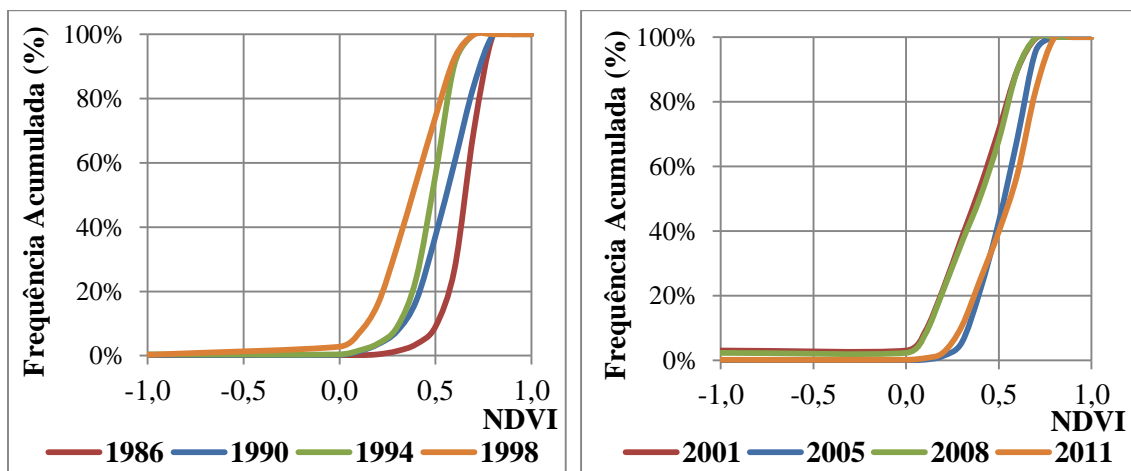 Frequência Acumulada (%)
100%
80%
60%
40%
20%
0%
-1,0 -0,5 0,0 0,5 1,0
NDVI
1986 1990 1994 1998
Frequência Acumulada (%)
100%
80%
60%
40%
20%
0%
-1,0 -0,5 0,0 0,5 1,0
NDVI
2001 2005 2008 2011